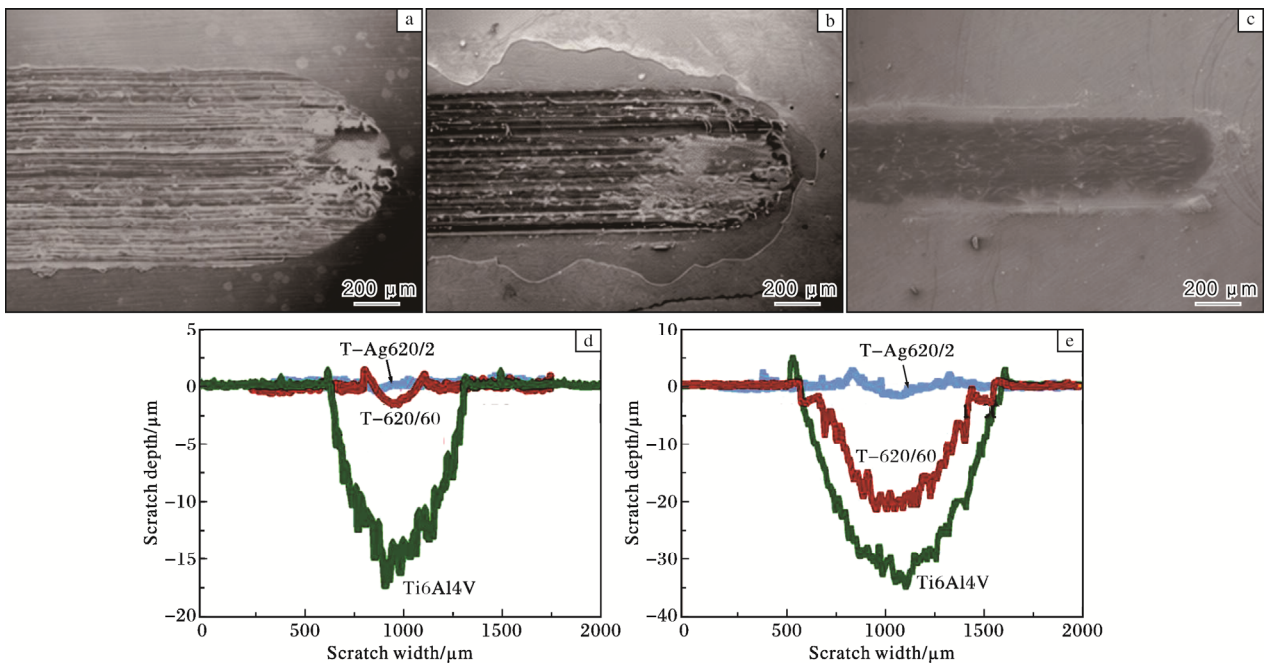 a
b
c
200 μm
200 μm
200 μm
5
0
−5
−10
−15
−20
Scratch depth/μm
d
T−Ag620/2
T−620/60
Ti6Al4V
0
500
1000
1500
2000
Scratch width/μm
10
0
−10
−20
−30
−40
Scratch depth/μm
e
T−Ag620/2
T−620/60
Ti6Al4V
0
500
1000
1500
2000
Scratch width/μm